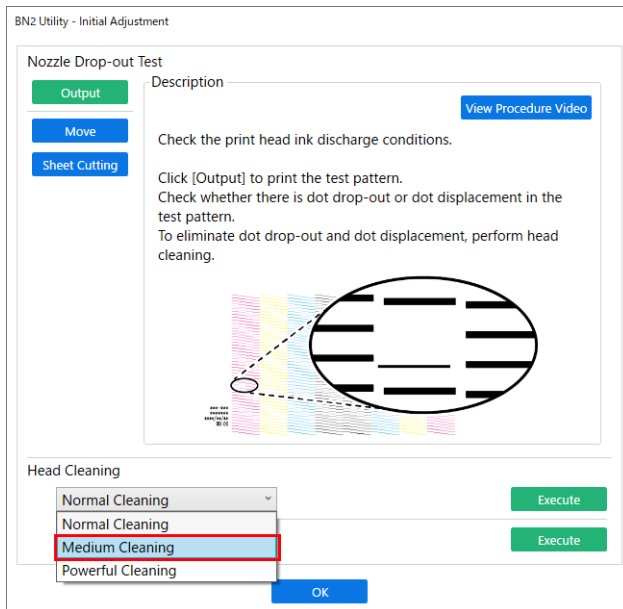 BN2 Utility - Initial Adjustment
Nozzle Drop-out Test
Output
Move
Sheet Cutting
Description
View Procedure Video
Check the print head ink discharge conditions.
Click [Output] to print the test pattern.
Check whether there is dot drop-out or dot displacement in the
test pattern.
To eliminate dot drop-out and dot displacement, perform head
cleaning.
Head Cleaning
Normal Cleaning
Execute
Normal Cleaning
Medium Cleaning
Powerful Cleaning
Execute
OK